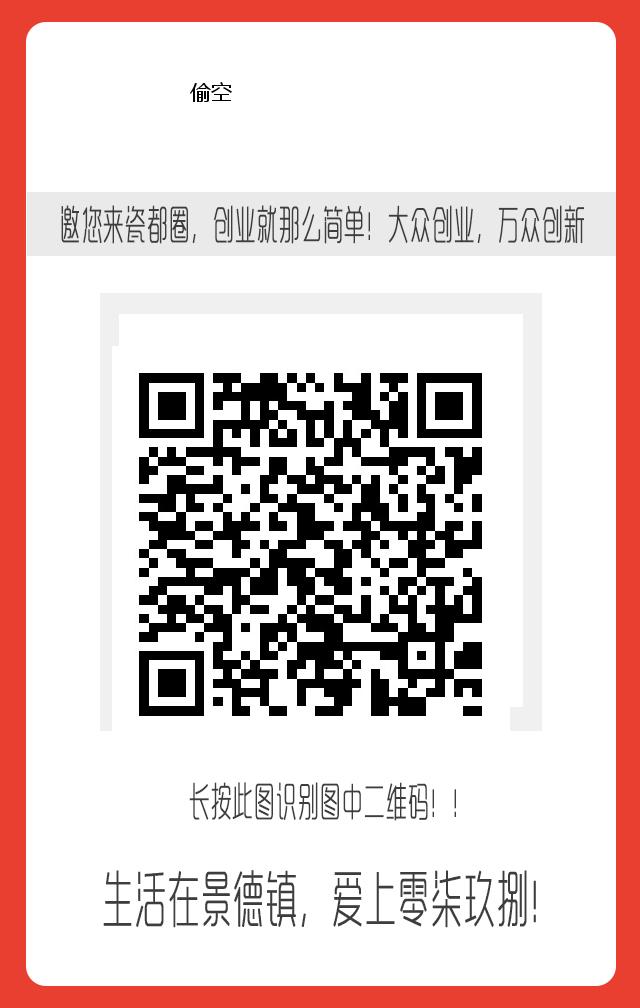 偷空
邀您来瓷都圈，创业就那么简单！大众创业，万众创新
长按此图识别图中二维码！！
生活在景德镇，爱上零柒玖捌！